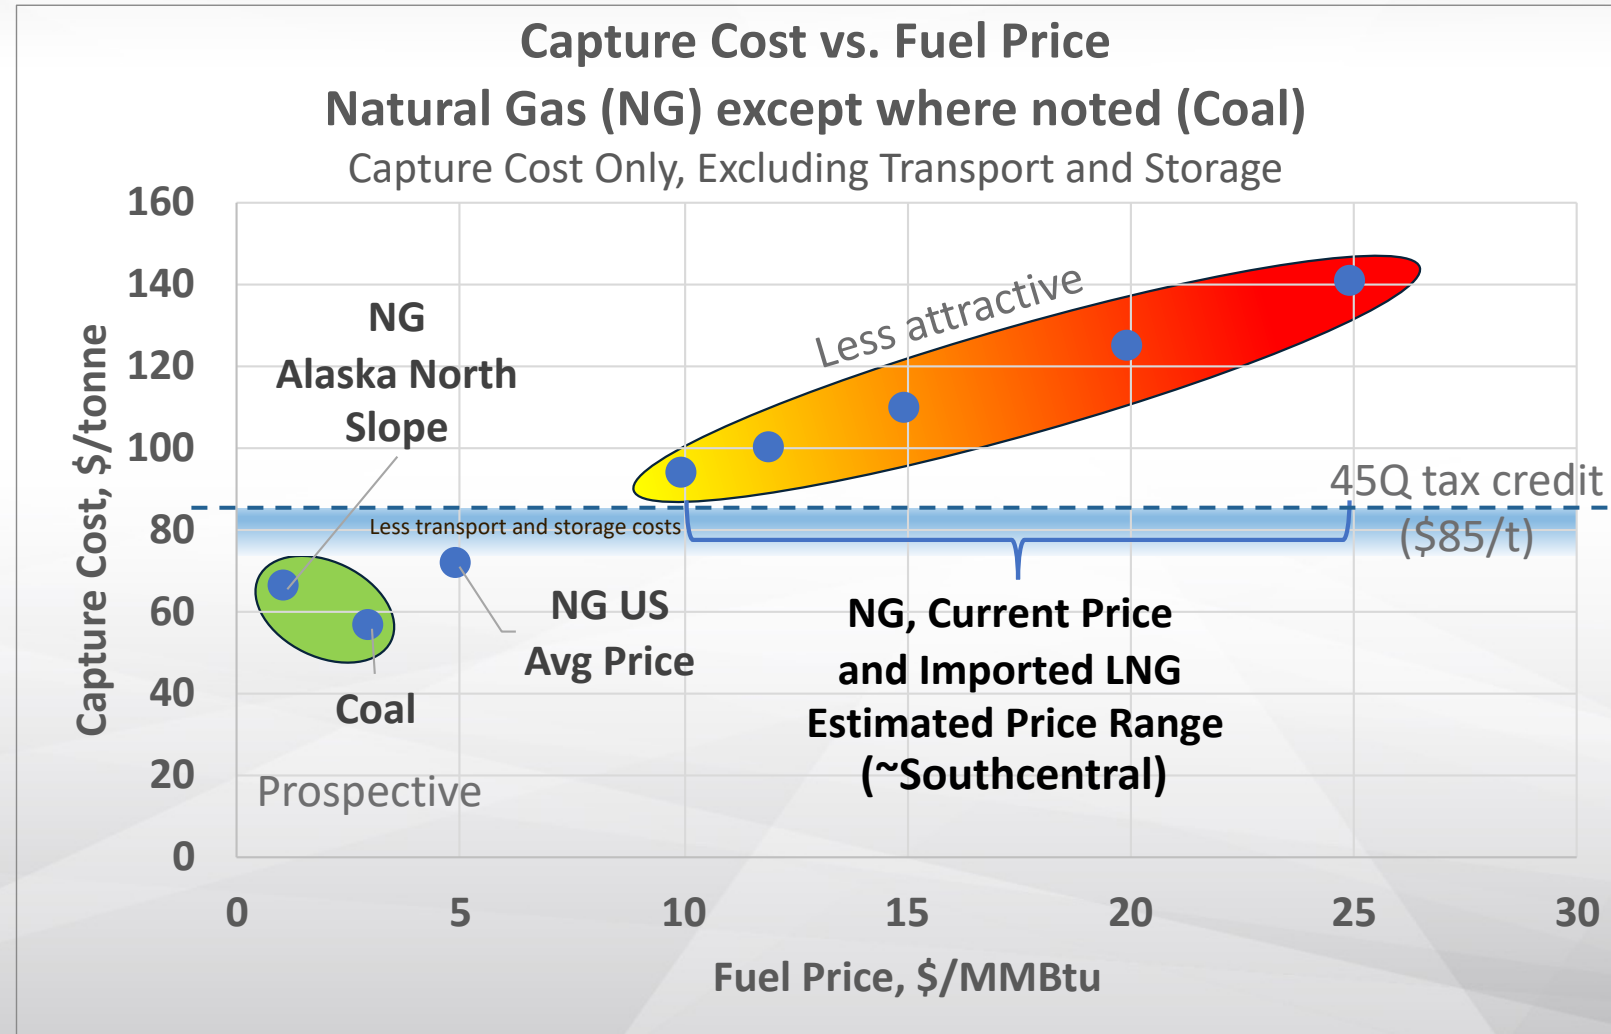 Capture Cost vs. Fuel Price
Natural Gas (NG) except where noted (Coal)
Capture Cost Only, Excluding Transport and Storage
Capture Cost, $/tonne
160
140
120
100
80
60
40
20
0
NG
Alaska North
Slope
Less attractive
45Q tax credit
($85/t)
Less transport and storage costs
NG US
Avg Price
Coal
Prospective
NG, Current Price
and Imported LNG
Estimated Price Range
(~Southcentral)
0 5 10 15 20 25 30
Fuel Price, $/MMBtu